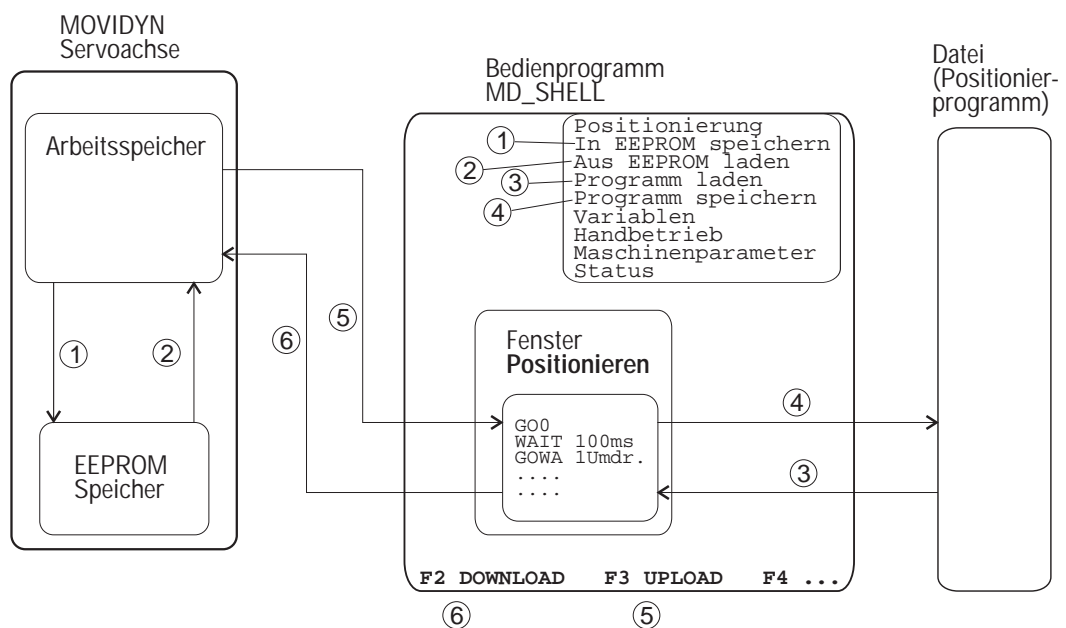 MOVIDYN
Servoachse
Arbeitsspeicher
①
②
EEPROM
Speicher
⑤
⑥
Bedienprogramm
MD_SHELL
Positionierung
① In EEPROM speichern
② Aus EEPROM laden
③ Programm laden
④ Programm speichern
Variablen
Handbetrieb
Maschinenparameter
Status
Fenster
Positionieren
GO0
WAIT 100ms
GOWA 1Umdr.
....
....
④
③
F2 DOWNLOAD F3 UPLOAD F4 ...
⑥ ⑤
Datei
(Positionier-
programm)